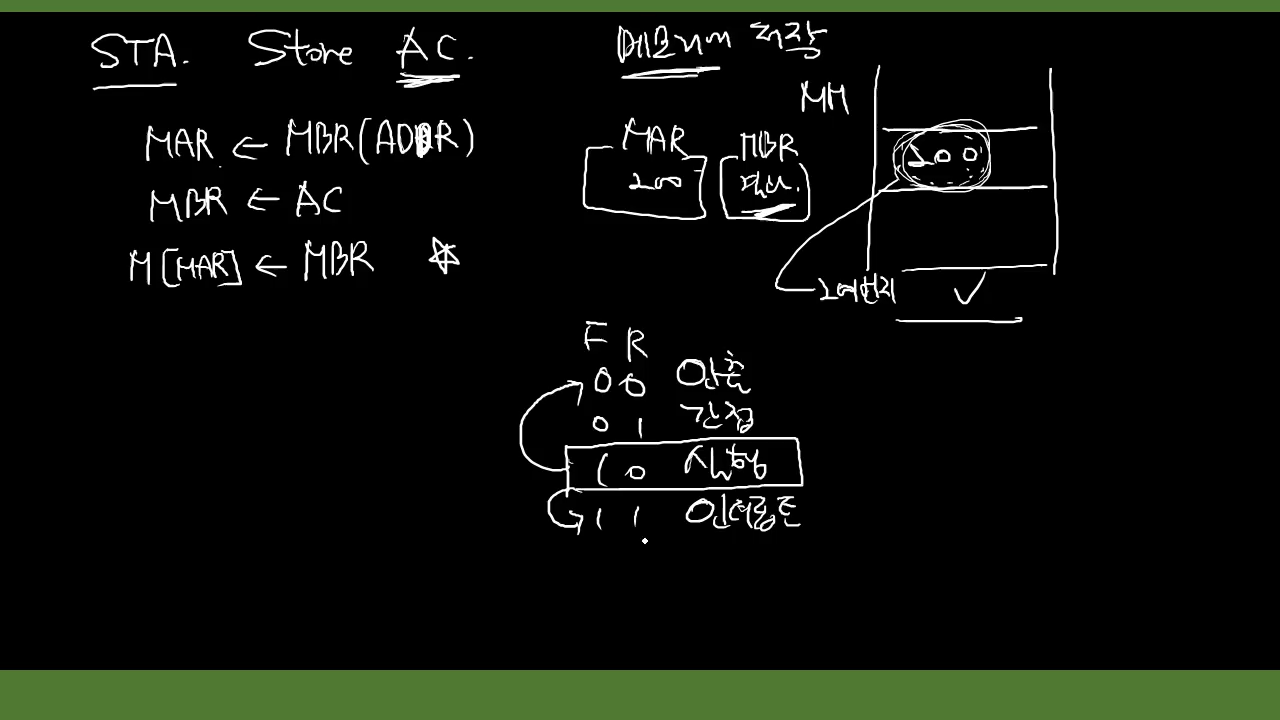 STA. Store AC. 메모리에 저장
MAR ← MBR(ADDR)
MBR ← AC
M[MAR] ← MBR ☆
MAR MBR
200
MM
200
200번지 ✓
F R
0 0 인출
0 1 간접
1 0 실행
1 1 인터럽트